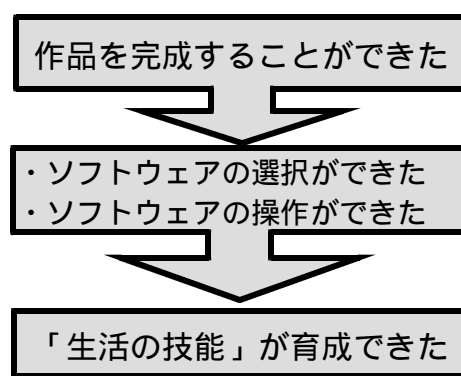 作品を完成することができた
・ソフトウェアの選択ができた
・ソフトウェアの操作ができた
「生活の技能」が育成できた